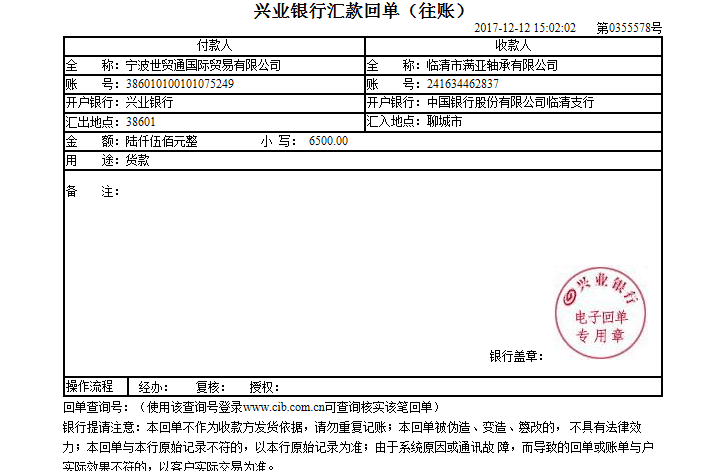 兴业银行汇款回单（往账）
2017-12-12 15:02:02 第0355578号
付款人 收款人
全 称：宁波世贸通国际贸易有限公司 全 称：临清市满亚轴承有限公司
账 号：386010100101075249 账 号：241634462837
开户银行：兴业银行 开户银行：中国银行股份有限公司临清支行
汇出地点：38601 汇入地点：聊城市
金 额：陆仟伍佰元整 小 写： 6500.00
用 途：货款
备 注：
兴业银行
电子回单
专用章
银行盖章：
操作流程 经办： 复核： 授权：
回单查询号：（使用该查询号登录www.cib.com.cn可查询核实该笔回单）
银行提请注意：本回单不作为收款方发货依据，请勿重复记账；本回单被伪造、变造、篡改的， 不具有法律效
力；本回单与本行原始记录不符的，以本行原始记录为准；由于系统原因或通讯故 障，而导致的回单或账单与户
实际效果不符的，以客户实际交易为准。